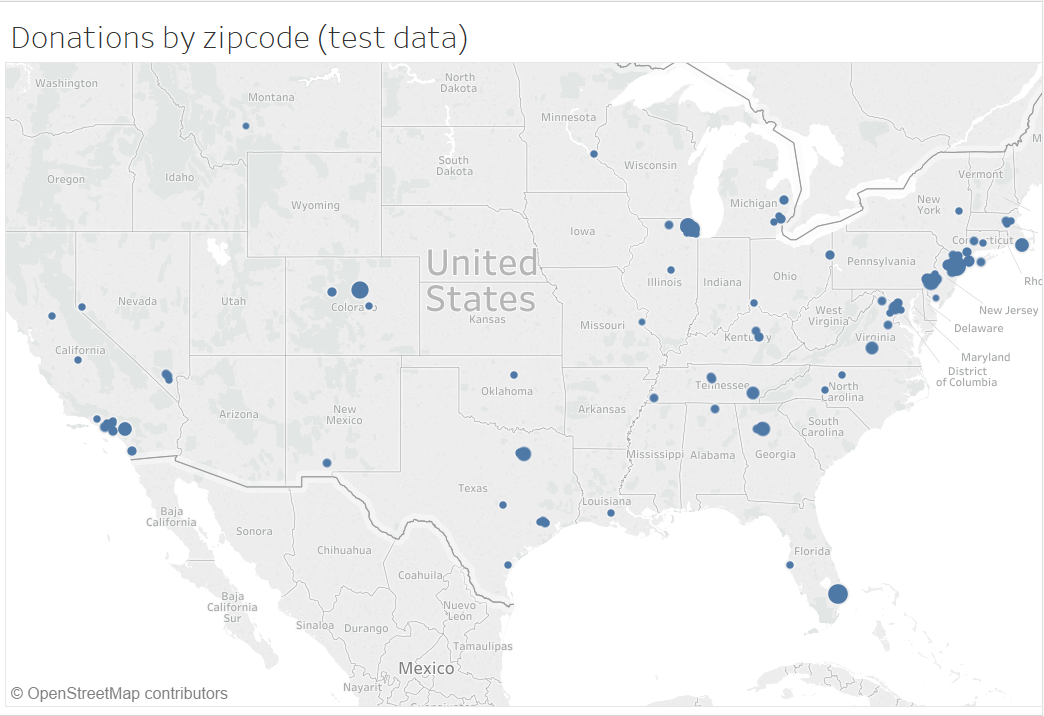 Donations by zipcode (test data)
Washington
Montana
North
Dakota
Minnesota
Oregon
Idaho
South
Dakota
Wisconsin
Michigan
Vermont
New
York
Wyoming
Iowa
Nevada
Utah
Colora
United
States
Kansas
Illinois
Indiana
Ohio
Pennsylvania
Rho
New Jersey
Delaware
Maryland
District
of Columbia
California
Missouri
West
Virginia
Virginia
Arizona
New
Mexico
Oklahoma
Arkansas
Tennessee
North
Carolina
South
Carolina
Mississippi
Alabama
Georgia
Texas
Louisiana
Florida
Baja
California
Sonora
Chihuahua
Coahuila
Baja
California
Sur
Sinaloa
Durango
Nuevo
León
Tamaulipas
Mexico
Nayarit
© OpenStreetMap contributors